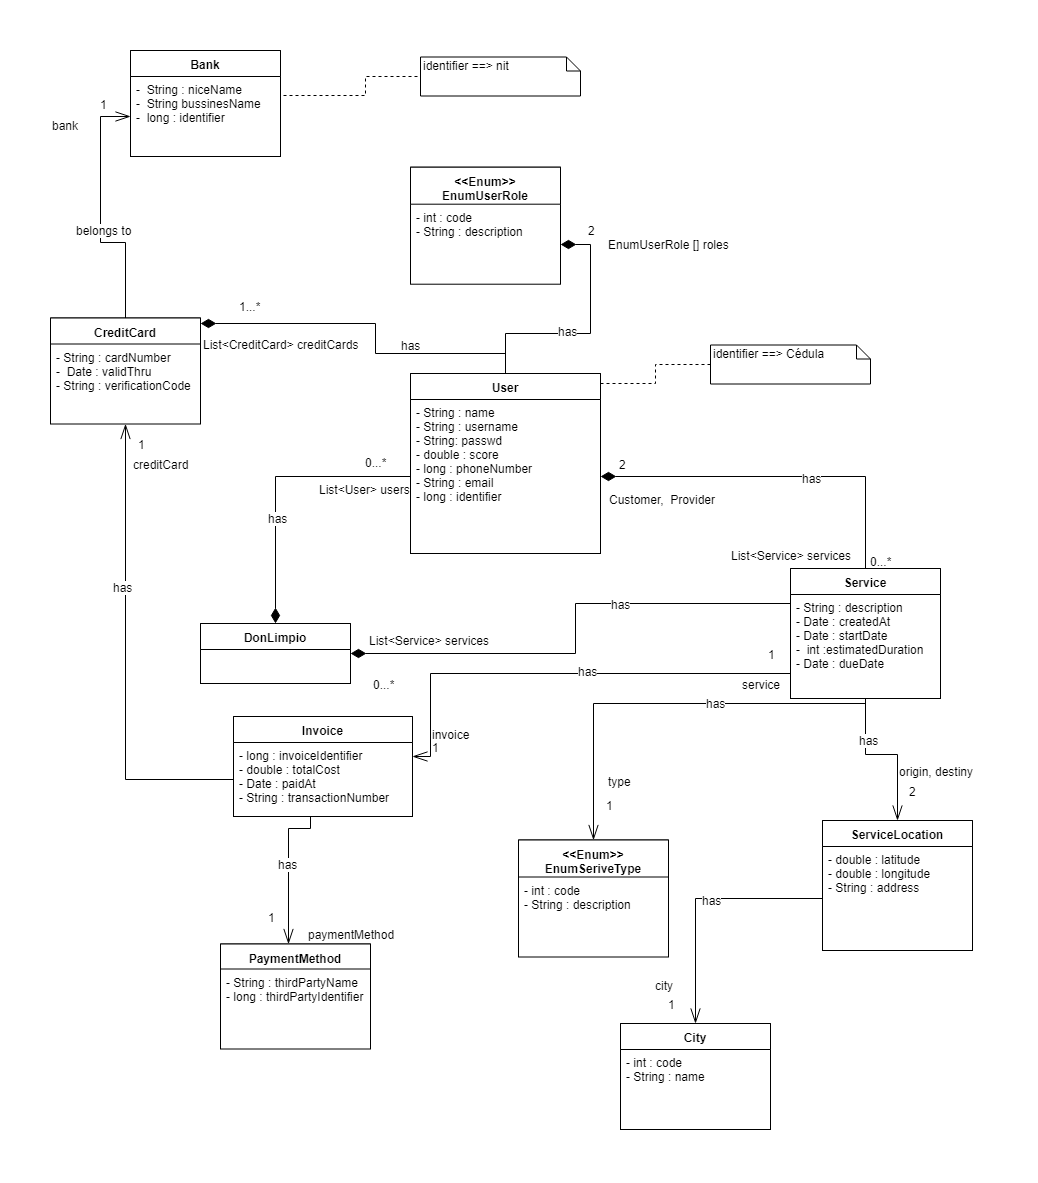 Bank
- String : niceName
- String bussinesName
- long : identifier
identifier ==> nit
1
bank
belongs to
<<Enum>>
EnumUserRole
- int : code
- String : description
2
EnumUserRole [] roles
1...*
has
List<CreditCard> creditCards
has
CreditCard
- String : cardNumber
- Date : validThru
- String : verificationCode
identifier ==> Cédula
User
- String : name
- String : username
- String: passwd
- double : score
- long : phoneNumber
- String : email
- long : identifier
1
creditCard
0...*
List<User> users
has
2
has
Customer, Provider
List<Service> services
0...*
Service
- String : description
- Date : createdAt
- Date : startDate
- int :estimatedDuration
- Date : dueDate
has
has
DonLimpio
List<Service> services
0...*
1
service
has
has
has
Invoice
- long : invoiceIdentifier
- double : totalCost
- Date : paidAt
- String : transactionNumber
invoice
1
type
1
origin, destiny
2
<<Enum>>
EnumSeriveType
- int : code
- String : description
ServiceLocation
- double : latitude
- double : longitude
- String : address
has
has
1
paymentMethod
PaymentMethod
- String : thirdPartyName
- long : thirdPartyIdentifier
city
1
City
- int : code
- String : name